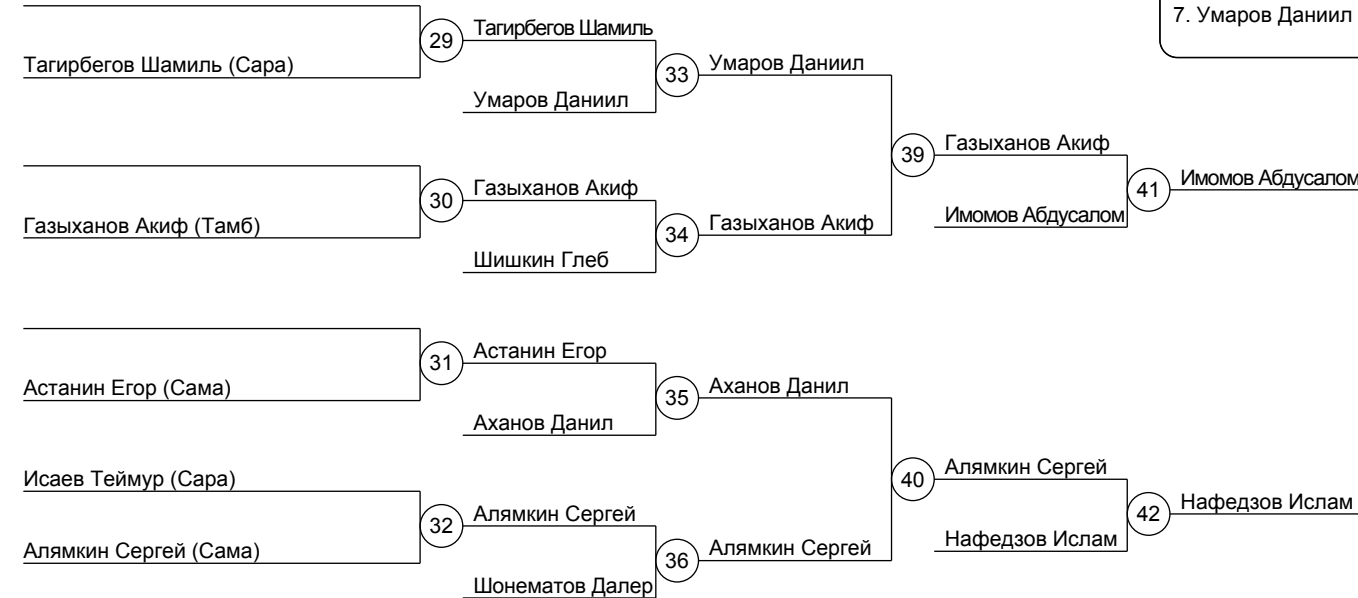 7. Умаров Даниил
29
Тагирбегов Шамиль
Тагирбегов Шамиль (Сара)
33
Умаров Даниил
Умаров Даниил
39
Газыханов Акиф
30
Газыханов Акиф
41
Имомов Абдусалом
Газыханов Акиф (Тамб)
34
Газыханов Акиф
Имомов Абдусалом
Шишкин Глеб
31
Астанин Егор
Астанин Егор (Сама)
35
Аханов Данил
Аханов Данил
Исаев Теймур (Сара)
40
Алямкин Сергей
32
Алямкин Сергей
42
Нафедзов Ислам
Алямкин Сергей (Сама)
36
Алямкин Сергей
Нафедзов Ислам
Шонематов Далер